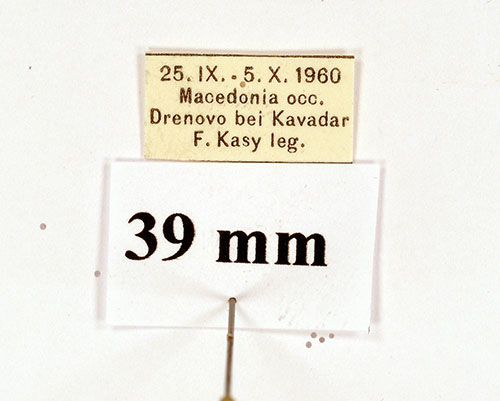 25. IX. - 5. X. 1960
Macedonia occ.
Drenovo bei Kavadar
F. Kasy leg.
39 mm